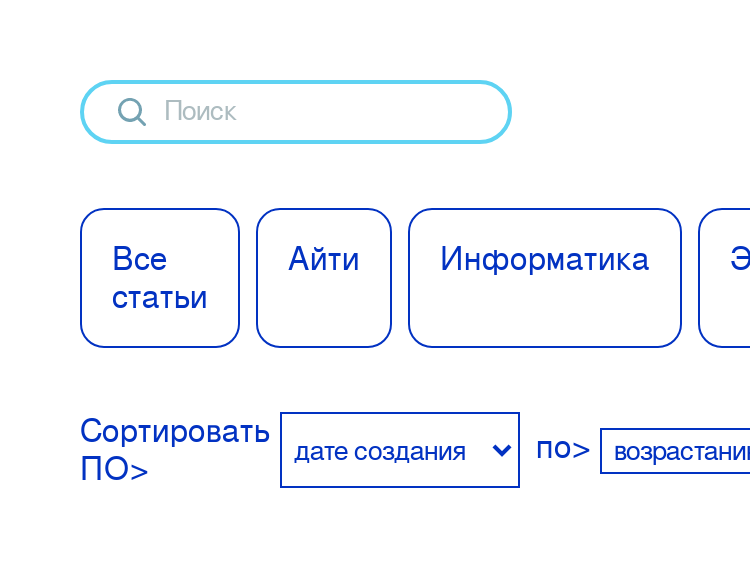 Поиск
Все
статьи
Айти
Информатика
Э
Сортировать
ПО>
дате создания
по>
возрастани